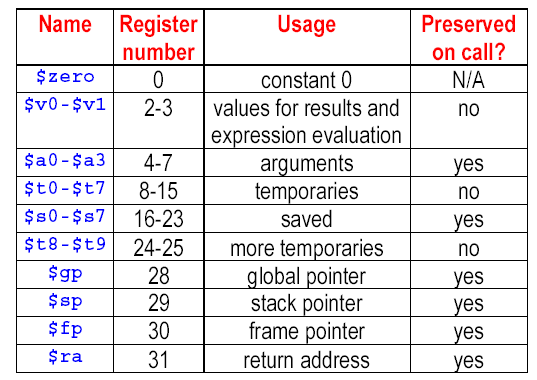 Name Register number Usage Preserved on call?
$zero 0 constant 0 N/A
$v0-$v1 2-3 values for results and expression evaluation no
$a0-$a3 4-7 arguments yes
$t0-$t7 8-15 temporaries no
$s0-$s7 16-23 saved yes
$t8-$t9 24-25 more temporaries no
$gp 28 global pointer yes
$sp 29 stack pointer yes
$fp 30 frame pointer yes
$ra 31 return address yes